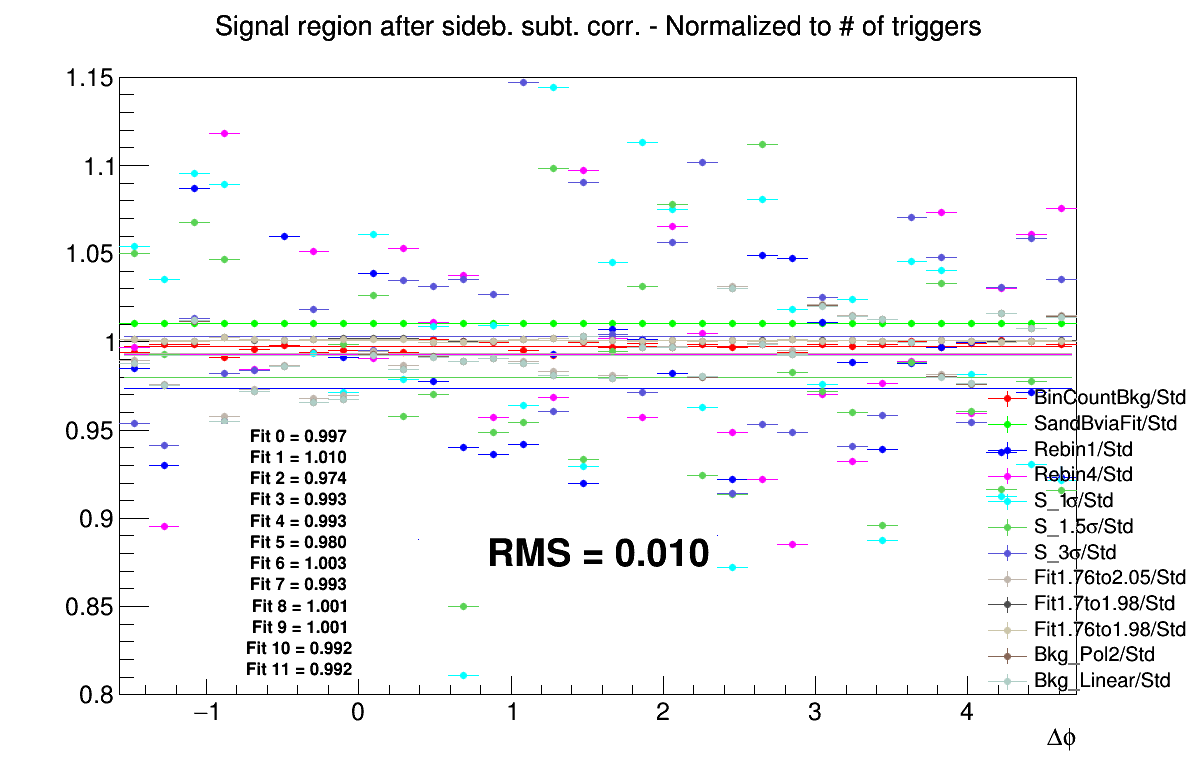 Signal region after sideb. subt. corr. - Normalized to # of triggers
1.15
1.1
1.05
1
0.95
0.9
0.85
0.8
BinCountBkg/Std
SandBviaFit/Std
Rebin1/Std
Rebin4/Std
S_1σ/Std
S_1.5σ/Std
S_3σ/Std
Fit1.76to2.05/Std
Fit1.7to1.98/Std
Fit1.76to1.98/Std
Bkg_Pol2/Std
Bkg_Linear/Std
Fit 0 = 0.997
Fit 1 = 1.010
Fit 2 = 0.974
Fit 3 = 0.993
Fit 4 = 0.993
Fit 5 = 0.980
Fit 6 = 1.003
Fit 7 = 0.993
Fit 8 = 1.001
Fit 9 = 1.001
Fit 10 = 0.992
Fit 11 = 0.992
RMS = 0.010
−1 0 1 2 3 4
Δϕ